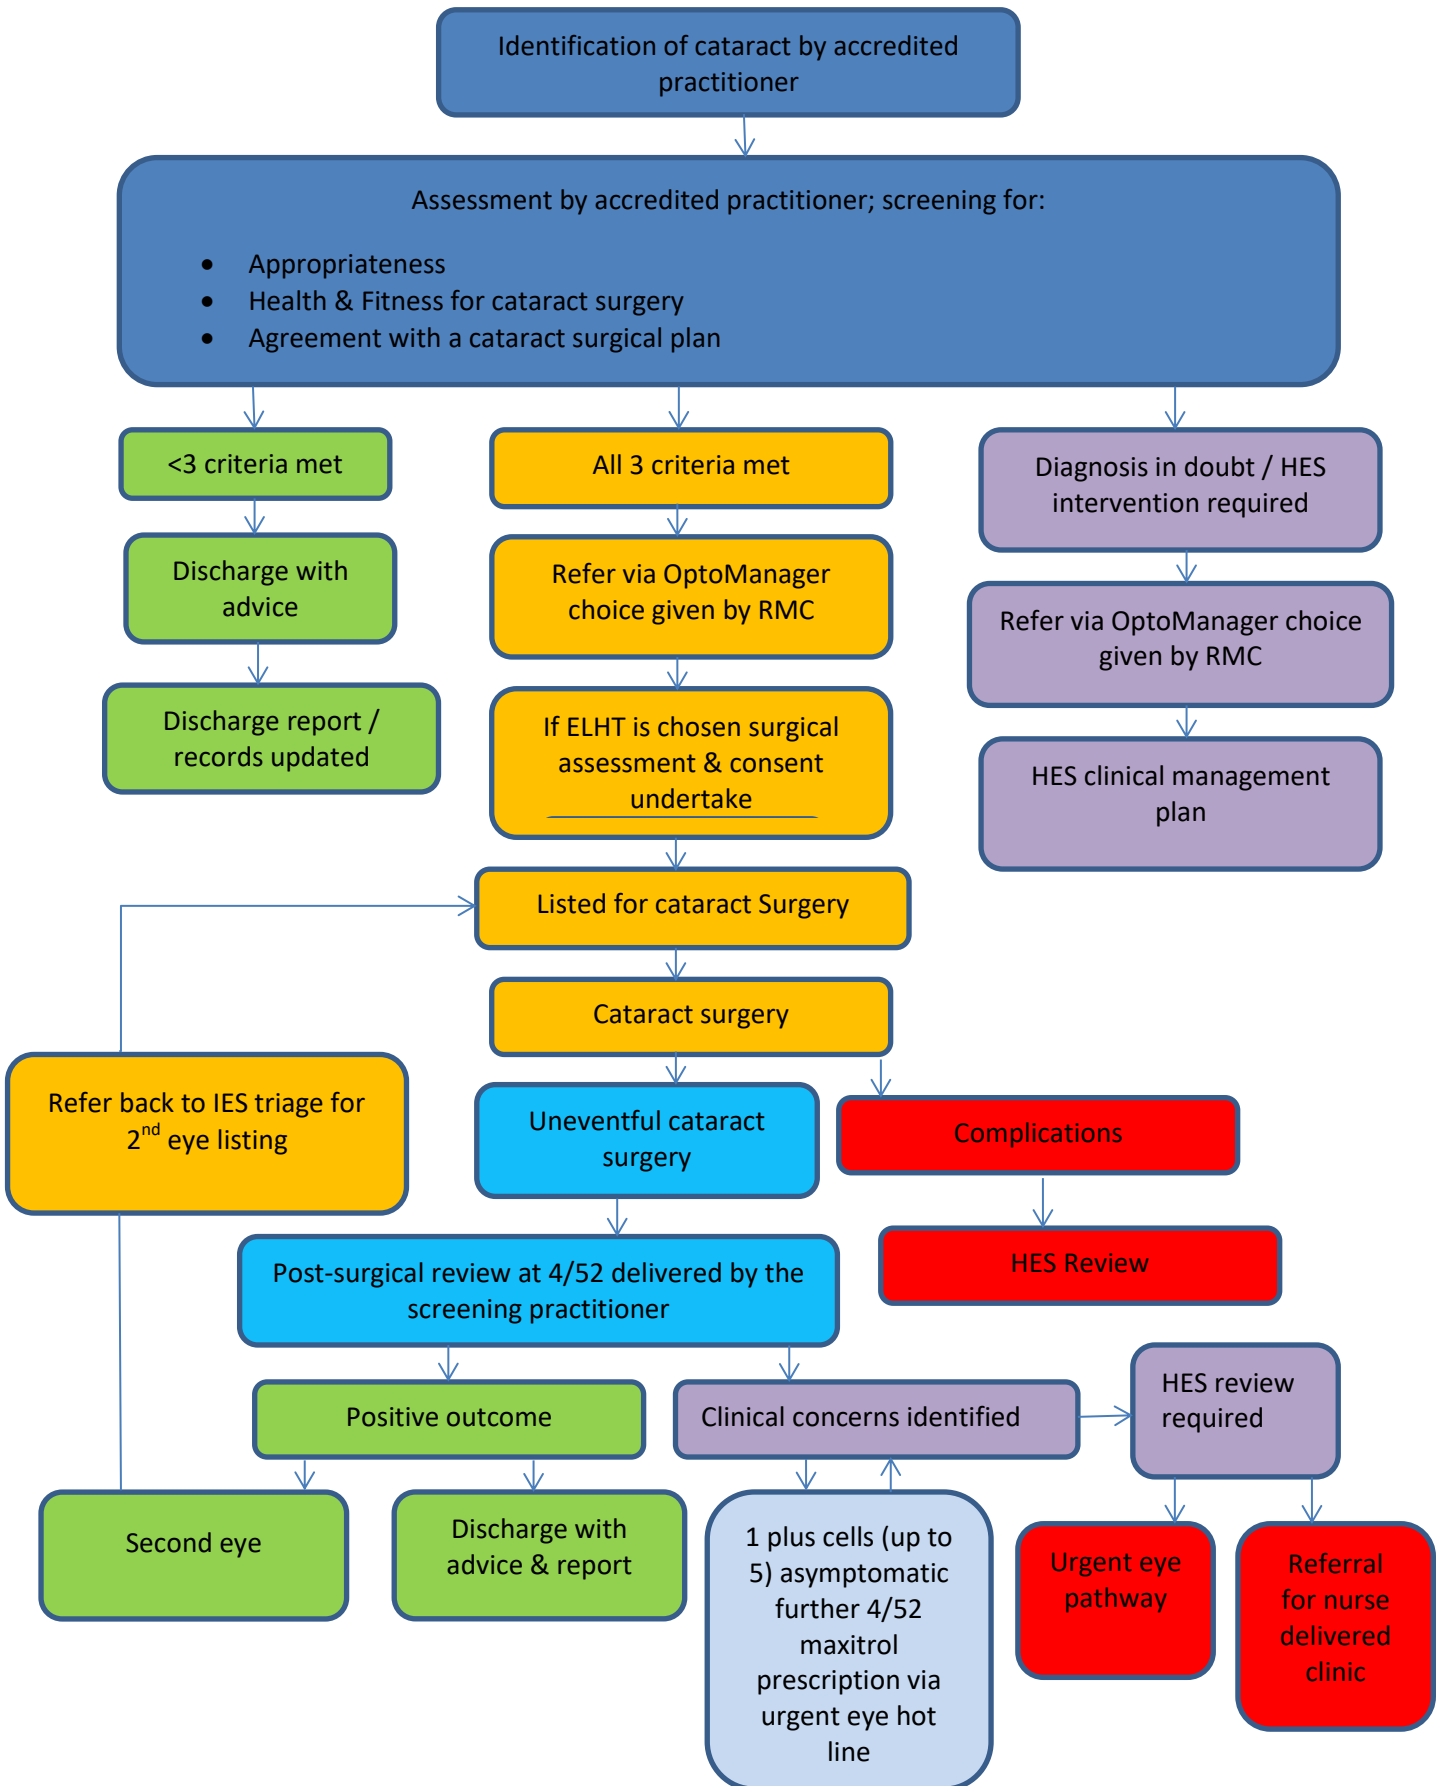 Identification of cataract by accredited
practitioner
Assessment by accredited practitioner; screening for:
• Appropriateness
• Health & Fitness for cataract surgery
• Agreement with a cataract surgical plan
<3 criteria met
All 3 criteria met
Diagnosis in doubt / HES
intervention required
Discharge with
advice
Refer via OptoManager
choice given by RMC
Refer via OptoManager choice
given by RMC
Discharge report /
records updated
If ELHT is chosen surgical
assessment & consent
undertake
HES clinical management
plan
Listed for cataract Surgery
Cataract surgery
Refer back to IES triage for
2nd eye listing
Uneventful cataract
surgery
Complications
HES Review
Post-surgical review at 4/52 delivered by the
screening practitioner
Positive outcome
Clinical concerns identified
HES review
required
Second eye
Discharge with
advice & report
1 plus cells (up to
5) asymptomatic
further 4/52
maxitrol
prescription via
urgent eye hot
line
Urgent eye
pathway
Referral
for nurse
delivered
clinic